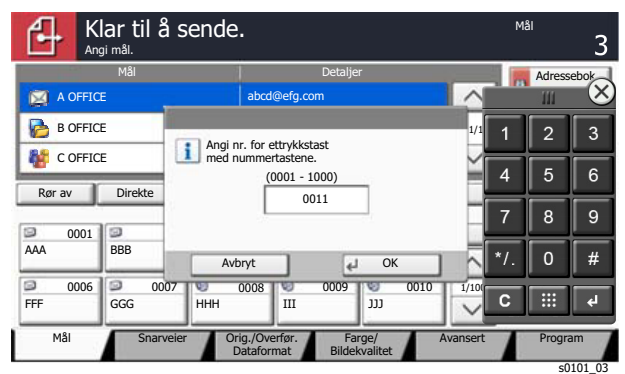 Klar til å sende.
Angi mål.
Mål
3
Mål
Detaljer
Adressebok
A OFFICE
abcd@efg.com
B OFFICE
C OFFICE
1/1
Angi nr. for ettrykkstast
med nummertastene.
(0001 - 1000)
0011
Avbryt
OK
Rør av
Direkte
0001
AAA
BBB
0006
FFF
0007
GGG
0008
HHH
0009
III
0010
JJJ
1/100
1
2
3
4
5
6
7
8
9
*/.
0
#
C
Mål
Snarveier
Orig./Overfør.
Dataformat
Farge/
Bildekvalitet
Avansert
Program
s0101_03